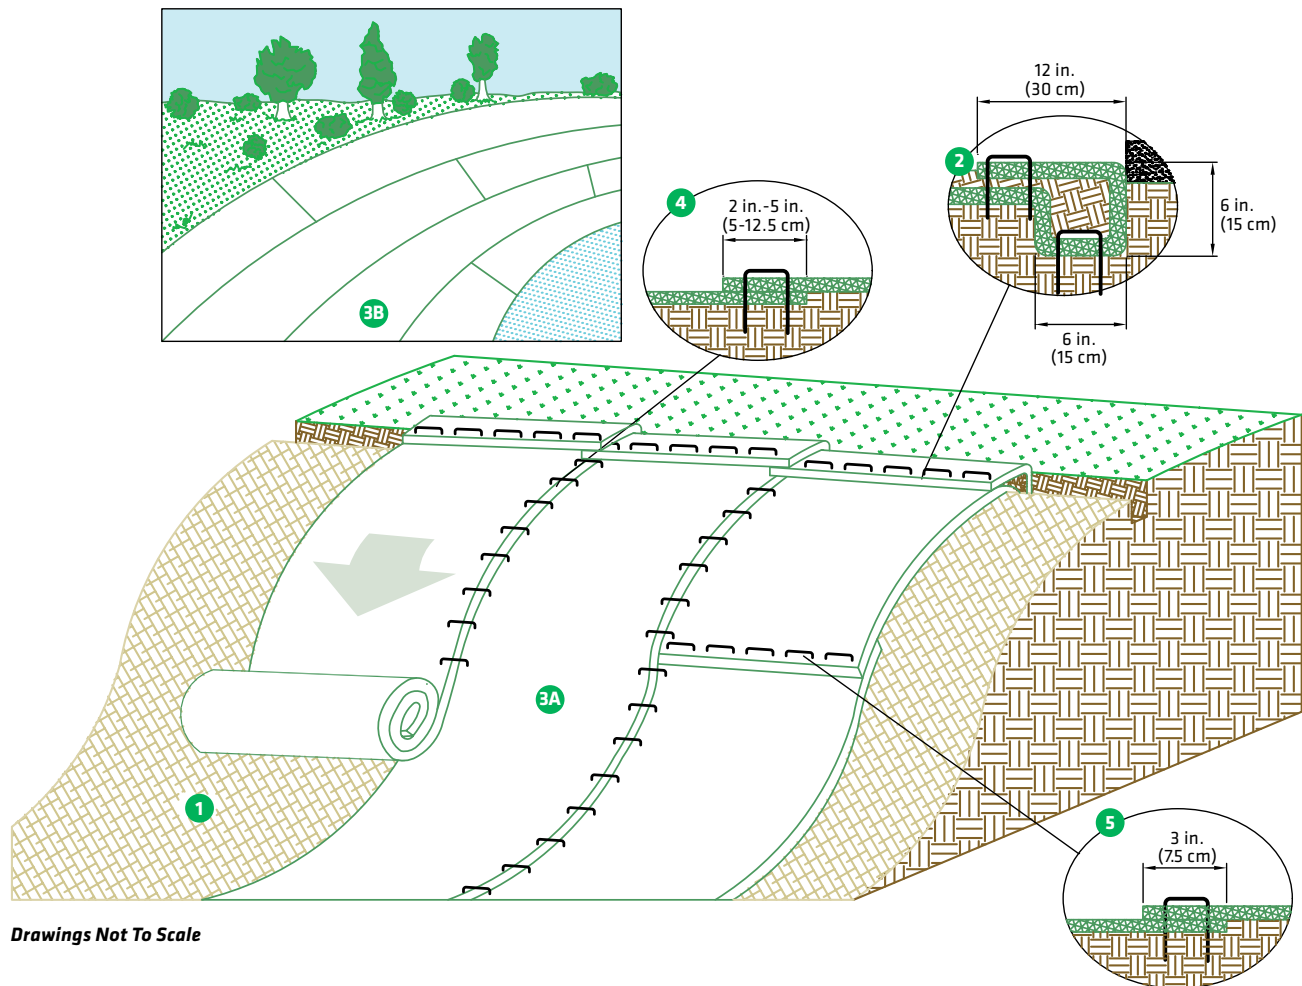 12 in.
(30 cm)
2
6 in.
(15 cm)
6 in.
(15 cm)
4
2 in.-5 in.
(5-12.5 cm)
3B
3A
1
5
3 in.
(7.5 cm)
Drawings Not To Scale